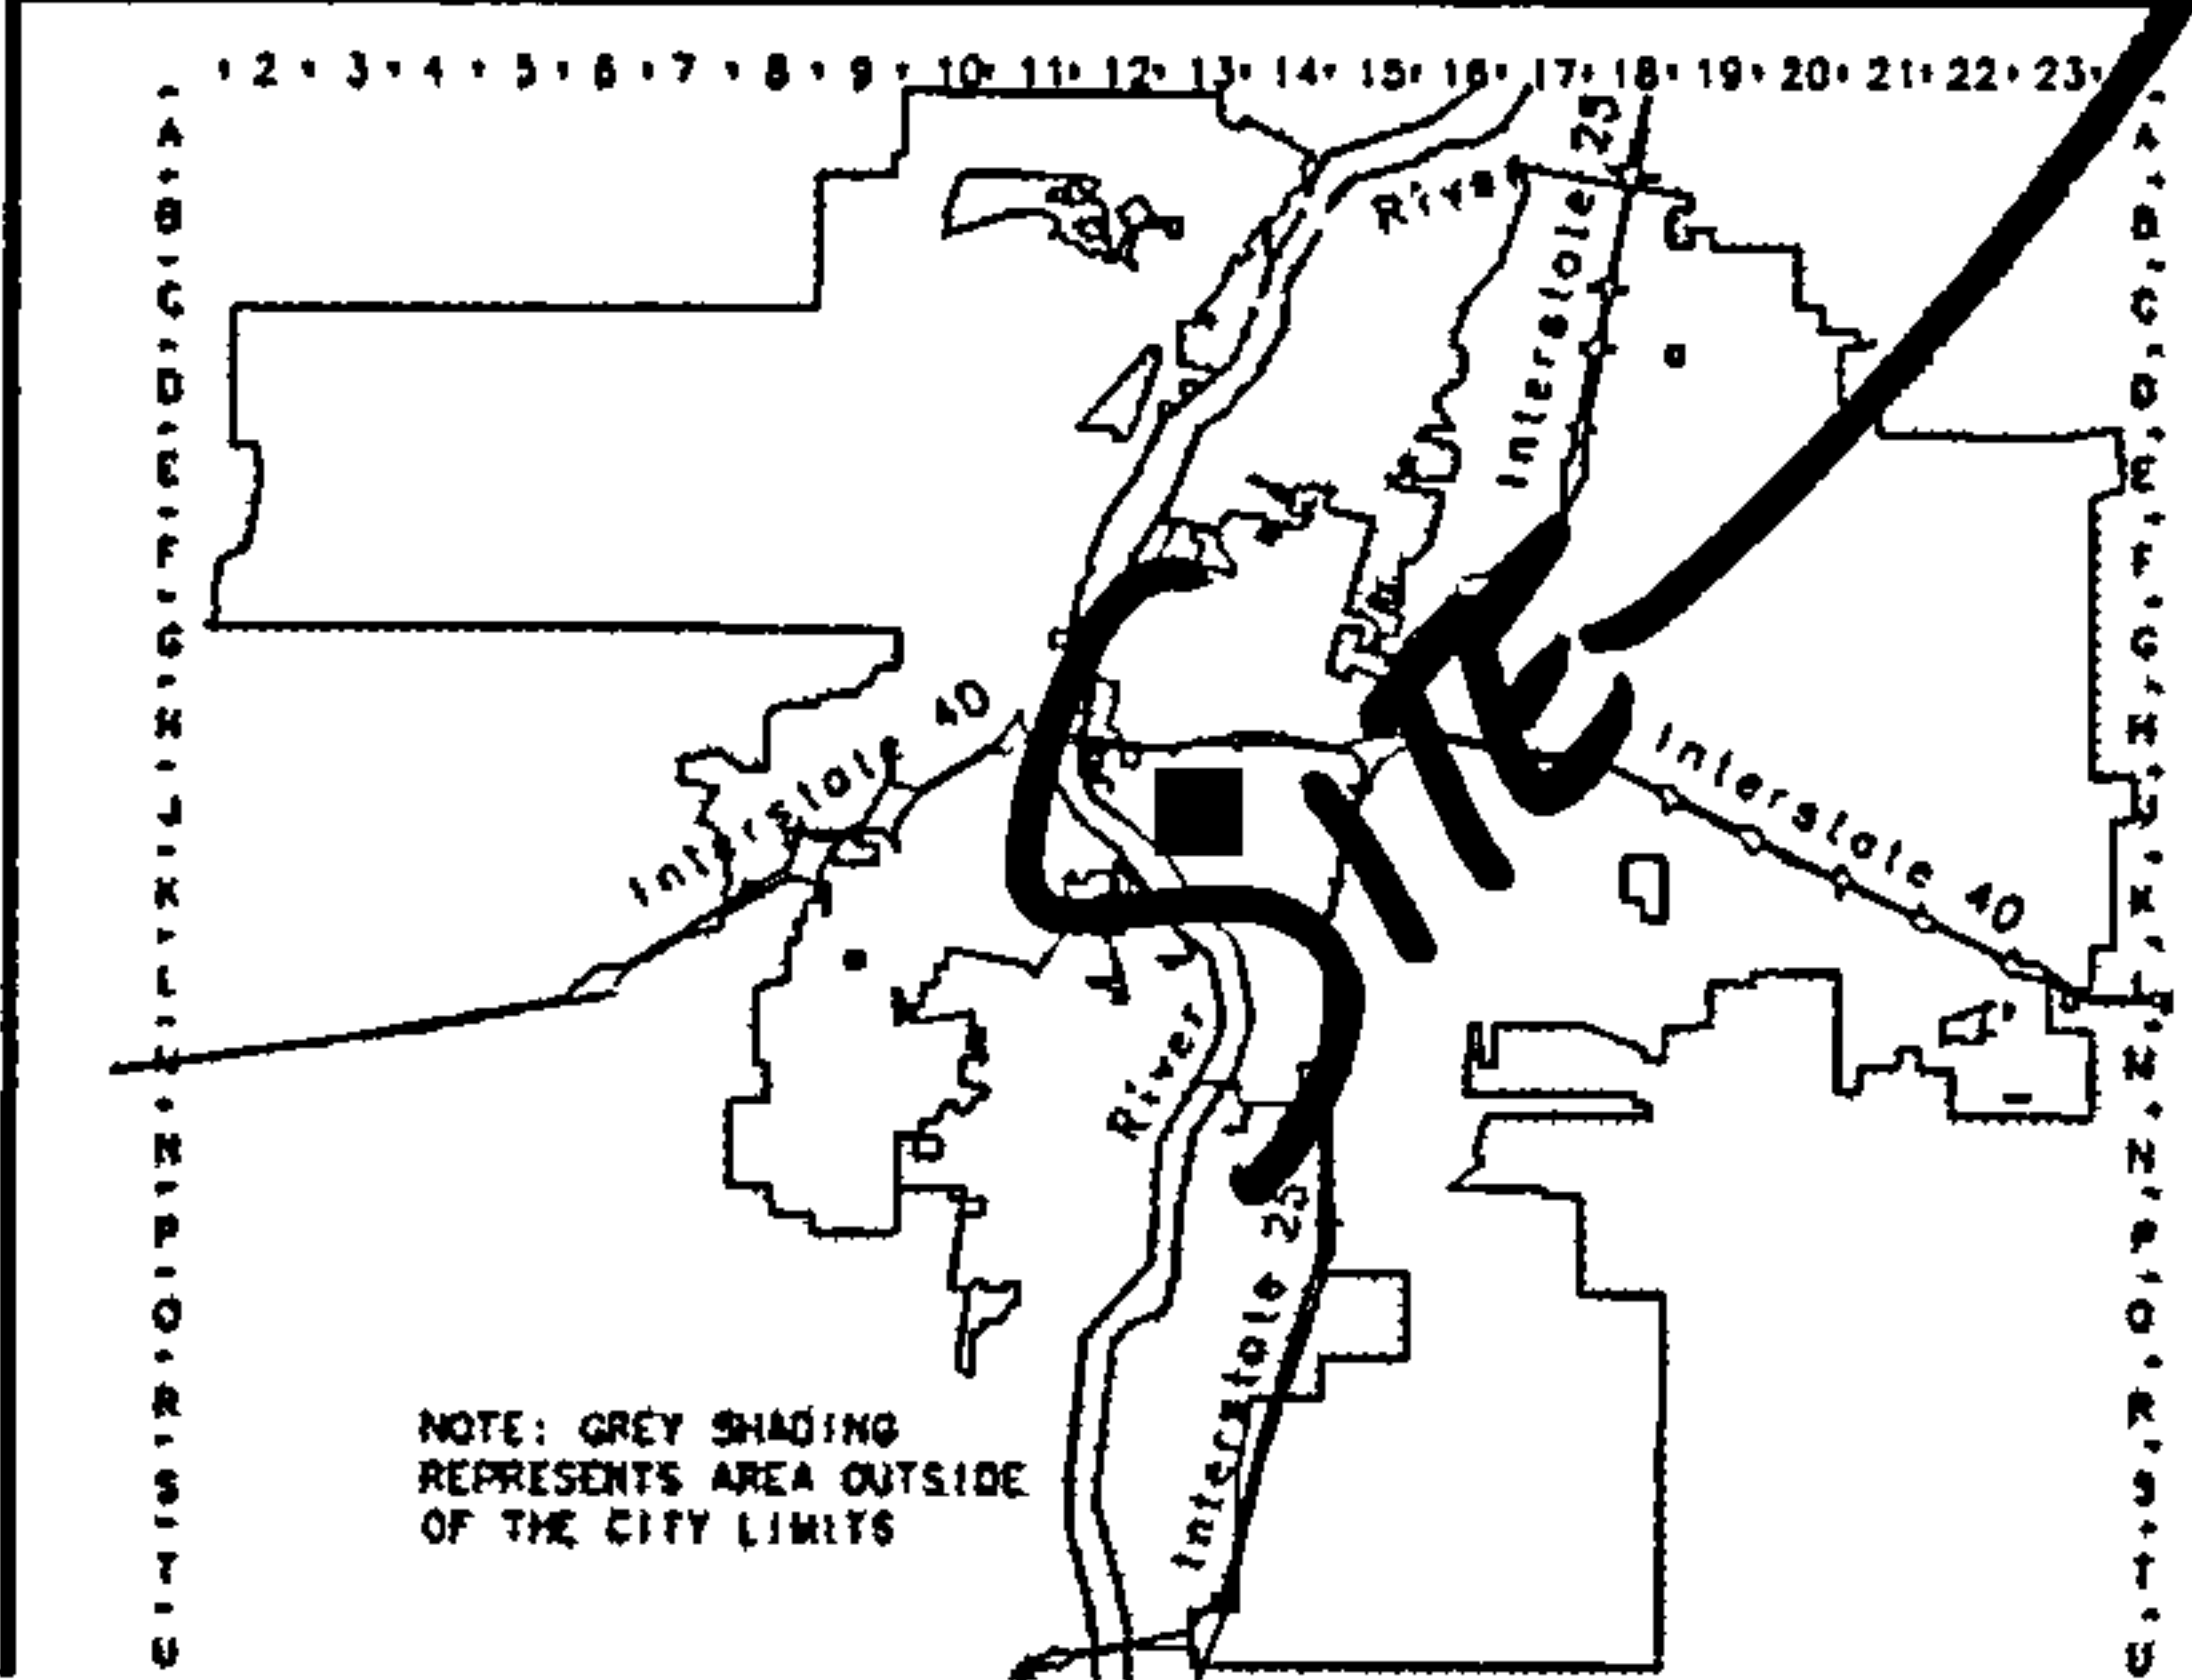 2 3 4 5 6 7 8 9 10 11 12 13 14 15 16 17 18 19 20 21 22 23
A A
B B
C C
D D
E E
F F
G G
H H
J J
K K
L L
M M
N N
P P
Q Q
R R
S S
T T
U U
River
Interstate 25
Interstate 40
Interstate 40
River
Interstate 25
NOTE: GREY SHADING
REPRESENTS AREA OUTSIDE
OF THE CITY LIMITS